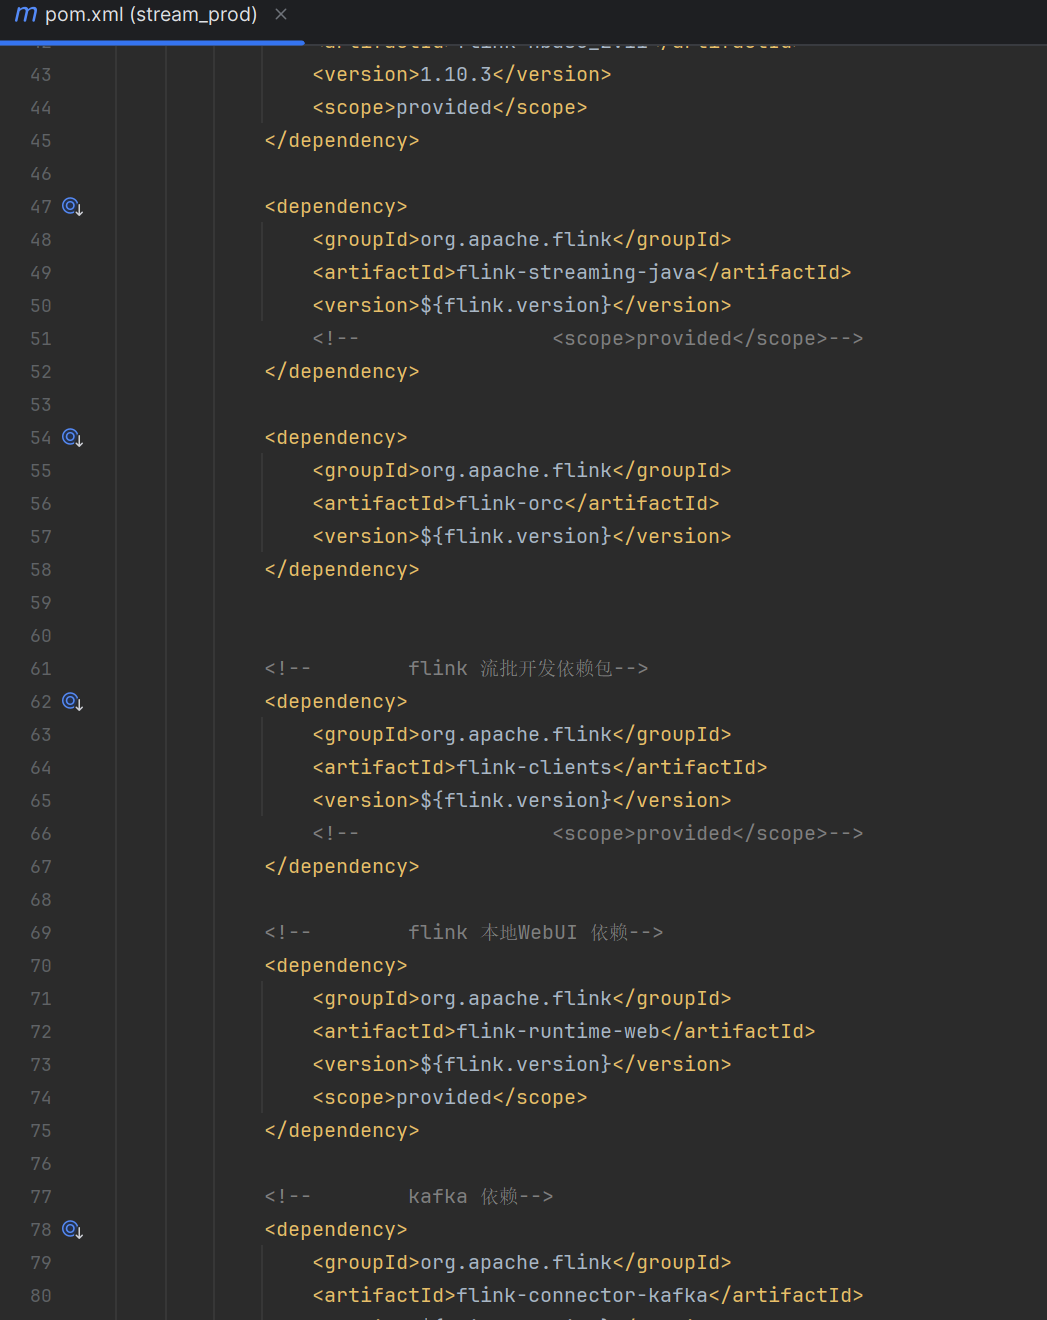 pom.xml (stream_prod)
43 <version>1.10.3</version>
44 <scope>provided</scope>
45 </dependency>
46
47 <dependency>
48 <groupId>org.apache.flink</groupId>
49 <artifactId>flink-streaming-java</artifactId>
50 <version>${flink.version}</version>
51 <!--                <scope>provided</scope>-->
52 </dependency>
53
54 <dependency>
55 <groupId>org.apache.flink</groupId>
56 <artifactId>flink-orc</artifactId>
57 <version>${flink.version}</version>
58 </dependency>
59
60
61 <!--        flink 流批开发依赖包-->
62 <dependency>
63 <groupId>org.apache.flink</groupId>
64 <artifactId>flink-clients</artifactId>
65 <version>${flink.version}</version>
66 <!--                <scope>provided</scope>-->
67 </dependency>
68
69 <!--        flink 本地WebUI 依赖-->
70 <dependency>
71 <groupId>org.apache.flink</groupId>
72 <artifactId>flink-runtime-web</artifactId>
73 <version>${flink.version}</version>
74 <scope>provided</scope>
75 </dependency>
76
77 <!--        kafka 依赖-->
78 <dependency>
79 <groupId>org.apache.flink</groupId>
80 <artifactId>flink-connector-kafka</artifactId>